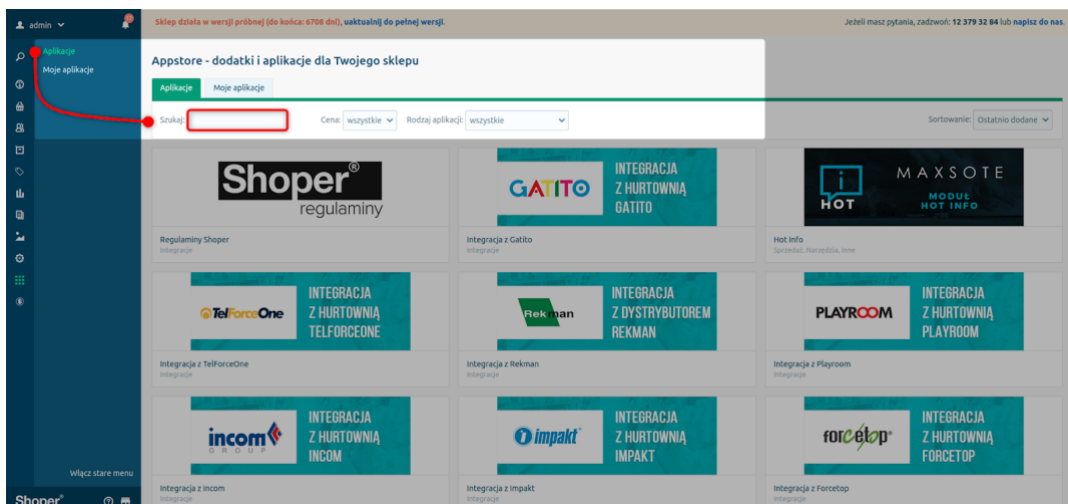 admin
Sklep działa w wersji próbnej (do końca: 6708 dni), uaktualnij do pełnej wersji.
Jeżeli masz pytania, zadzwoń: 12 379 32 84 lub napisz do nas.
Aplikacje
Moje aplikacje
Appstore - dodatki i aplikacje dla Twojego sklepu
Aplikacje Moje aplikacje
Szukaj: Cena: wszystkie Rodzaj aplikacji: wszystkie Sortowanie: Ostatnio dodane
Shoper®
regulaminy
Regulaminy Shoper
Integracje
GATITO
INTEGRACJA
Z HURTOWNIĄ
GATITO
Integracja z Gatito
Integracje
i
HOT
MAXSOTE
MODUŁ
HOT INFO
Hot Info
Sprzedaż, Narzędzia, Inne
TelForceOne
INTEGRACJA
Z HURTOWNIĄ
TELFORCEONE
Integracja z TelForceOne
Integracje
Rekman
INTEGRACJA
Z DYSTRYBUTOREM
REKMAN
Integracja z Rekman
Integracje
PLAYROOM
INTEGRACJA
Z HURTOWNIĄ
PLAYROOM
Integracja z Playroom
Integracje
incom
GROUP
INTEGRACJA
Z HURTOWNIĄ
INCOM
Integracja z Incom
Integracje
impakt
INTEGRACJA
Z HURTOWNIĄ
IMPAKT
Integracja z Impakt
Integracje
forcetop
INTEGRACJA
Z HURTOWNIĄ
FORCETOP
Integracja z Forcetop
Integracje
Włącz stare menu
Shoper®